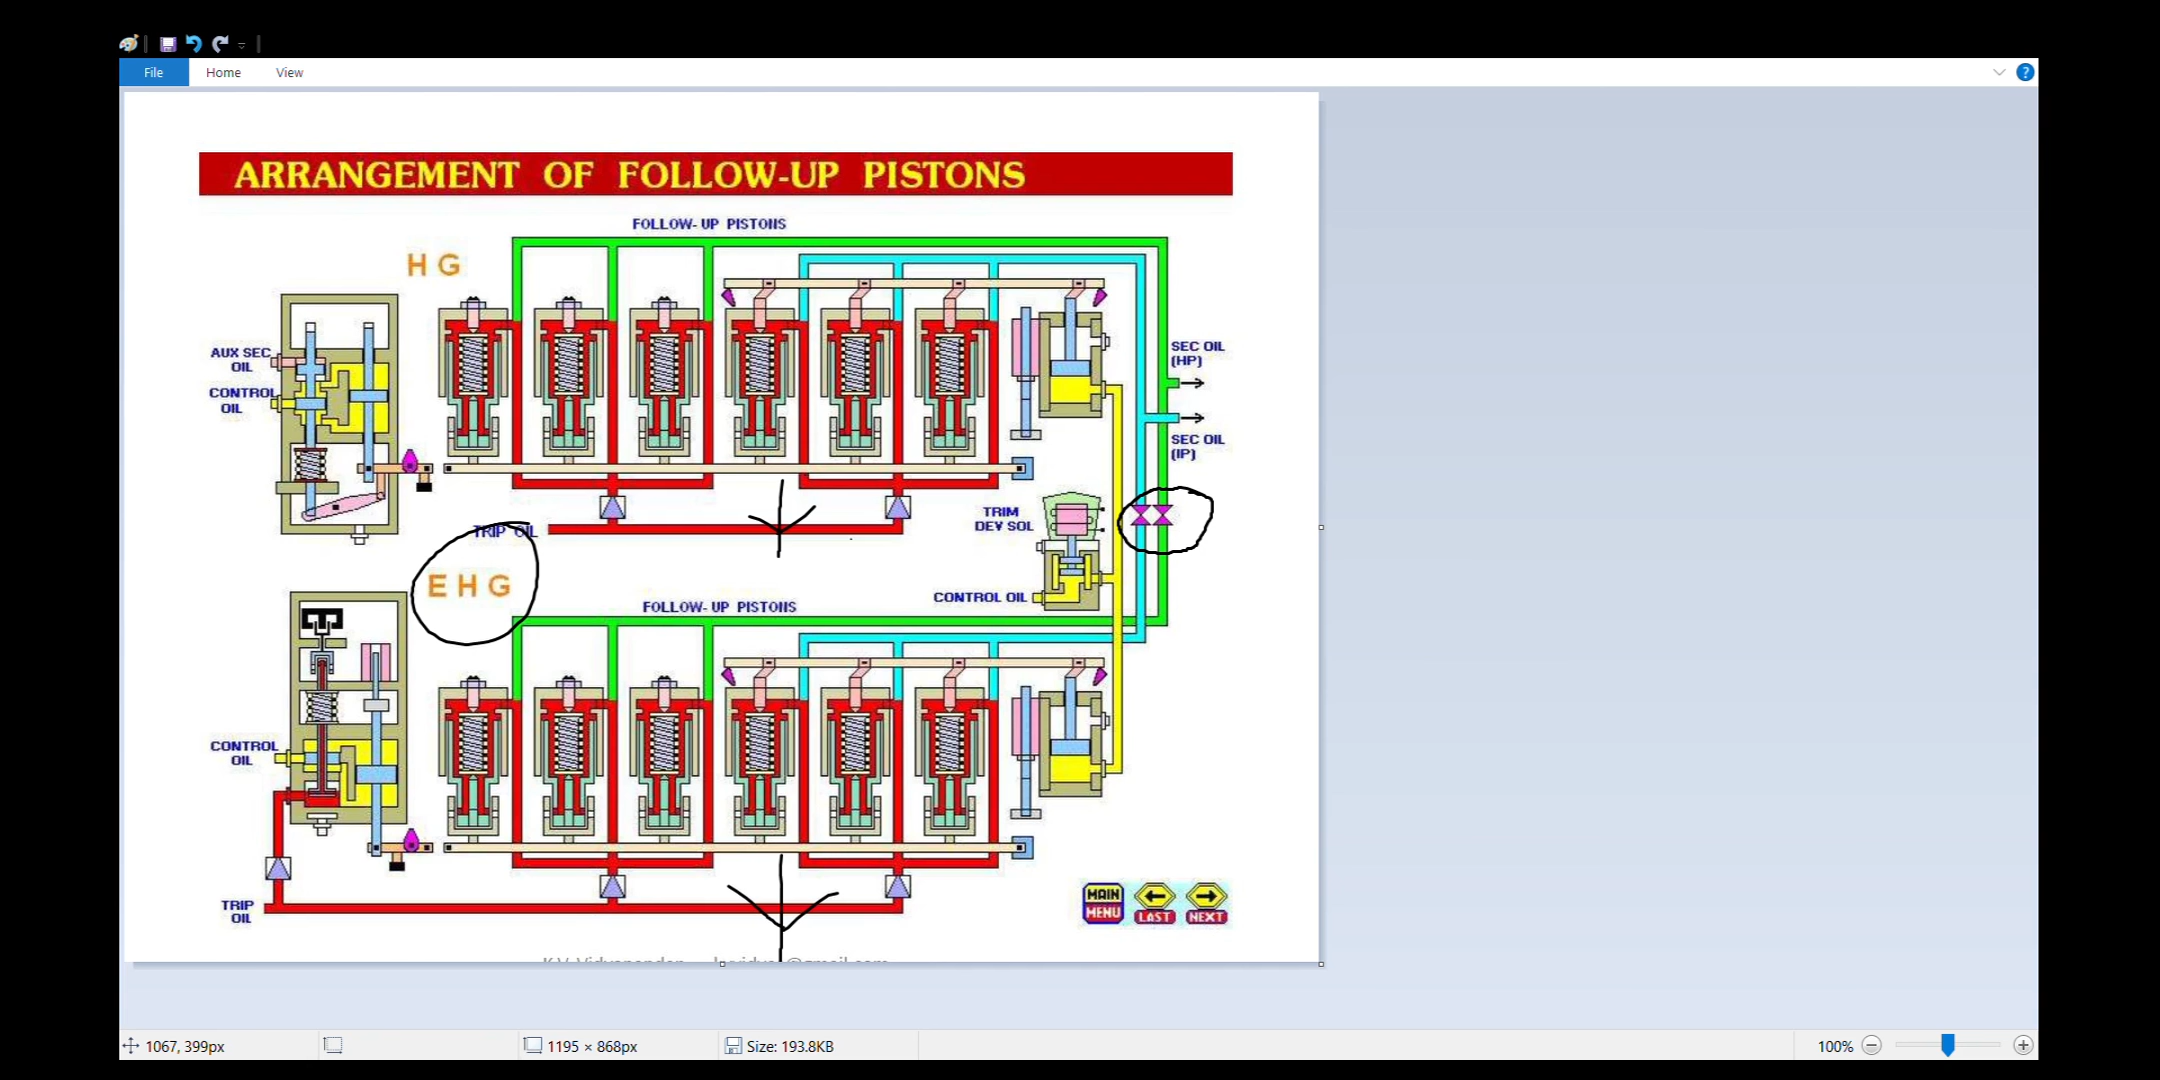 File Home View
ARRANGEMENT OF FOLLOW-UP PISTONS
FOLLOW- UP PISTONS
H G
AUX SEC
OIL
CONTROL
OIL
SEC OIL
(HP)
SEC OIL
(IP)
TRIM
DEV SOL
TRIP OIL
E H G
CONTROL OIL
FOLLOW- UP PISTONS
CONTROL
OIL
TRIP
OIL
MAIN
MENU
LAST
NEXT
1067, 399px
1195 × 868px
Size: 193.8KB
100%